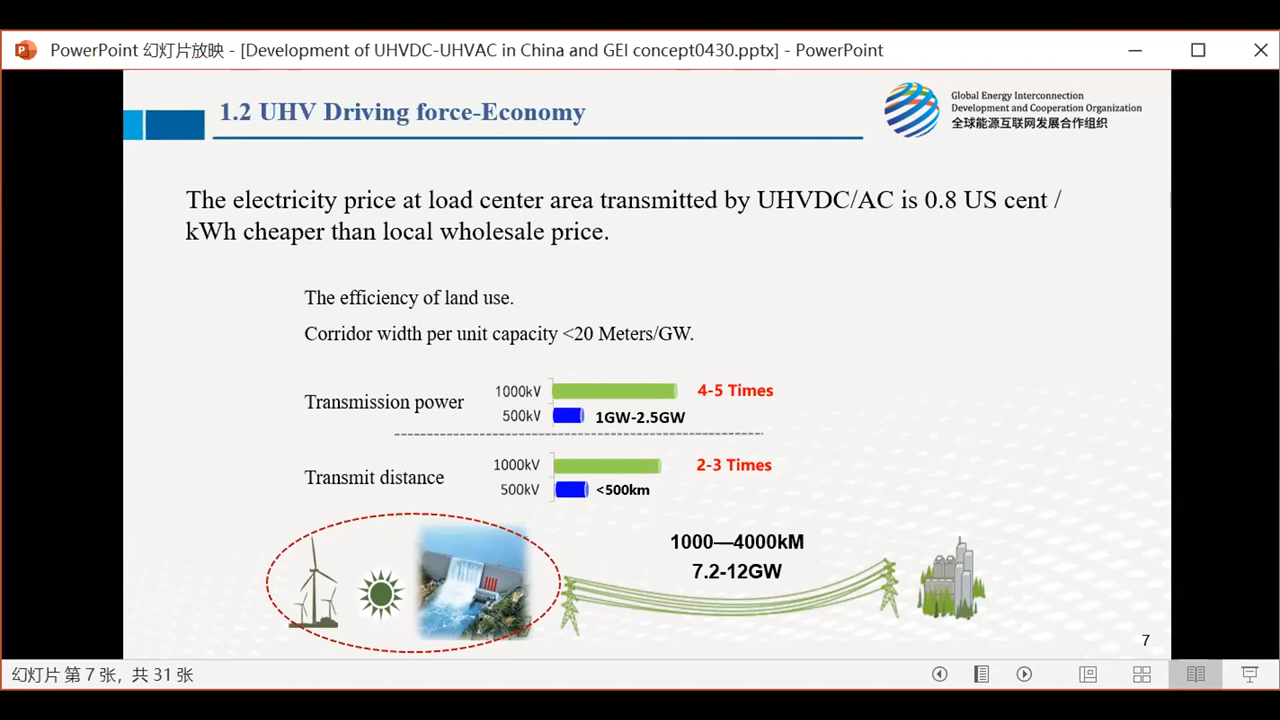 PowerPoint 幻灯片放映 - [Development of UHVDC-UHVAC in China and GEI concept0430.pptx] - PowerPoint
1.2 UHV Driving force-Economy
Global Energy Interconnection
Development and Cooperation Organization
全球能源互联网发展合作组织
The electricity price at load center area transmitted by UHVDC/AC is 0.8 US cent /
kWh cheaper than local wholesale price.
The efficiency of land use.
Corridor width per unit capacity <20 Meters/GW.
Transmission power
1000kV
4-5 Times
500kV
1GW-2.5GW
Transmit distance
1000kV
2-3 Times
500kV
<500km
1000—4000kM
7.2-12GW
7
幻灯片 第 7 张，共 31 张